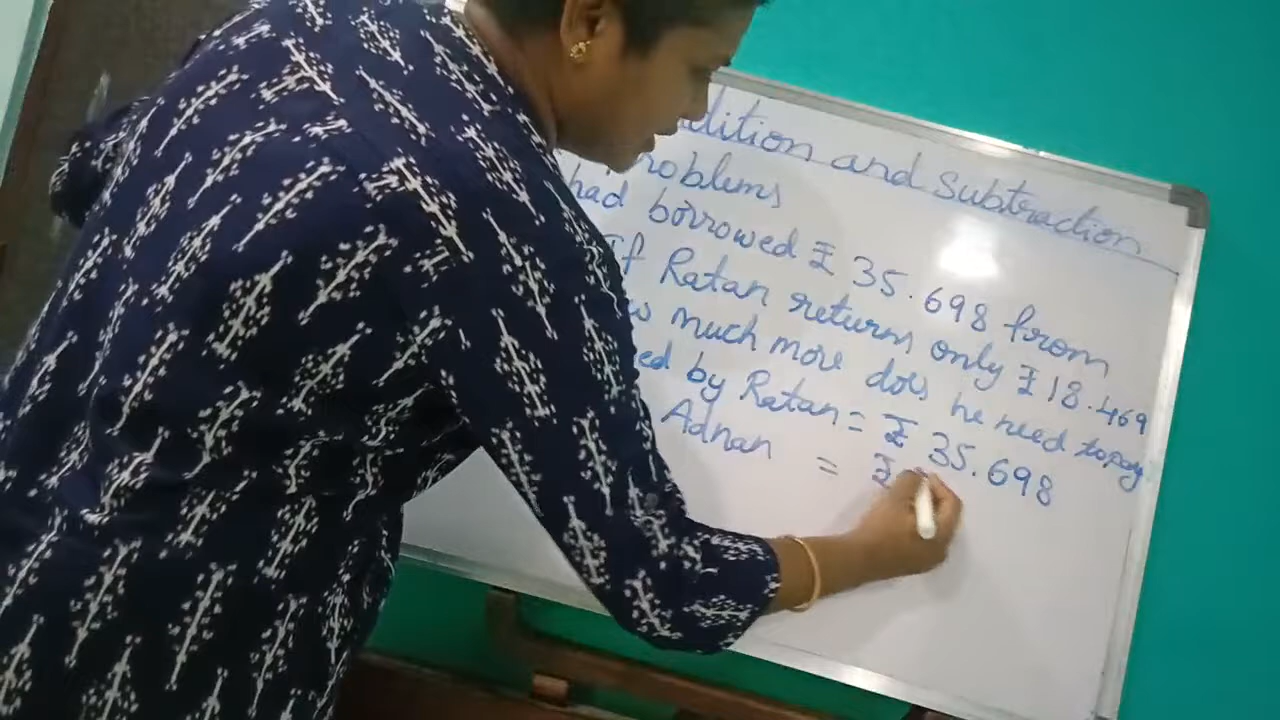 dition and Subtraction
roblems
had borrowed ₹ 35.698 from
If Ratan returns only ₹ 18.469
much more does he need to pay
ed by Ratan = ₹ 35.698
Adnan = ₹